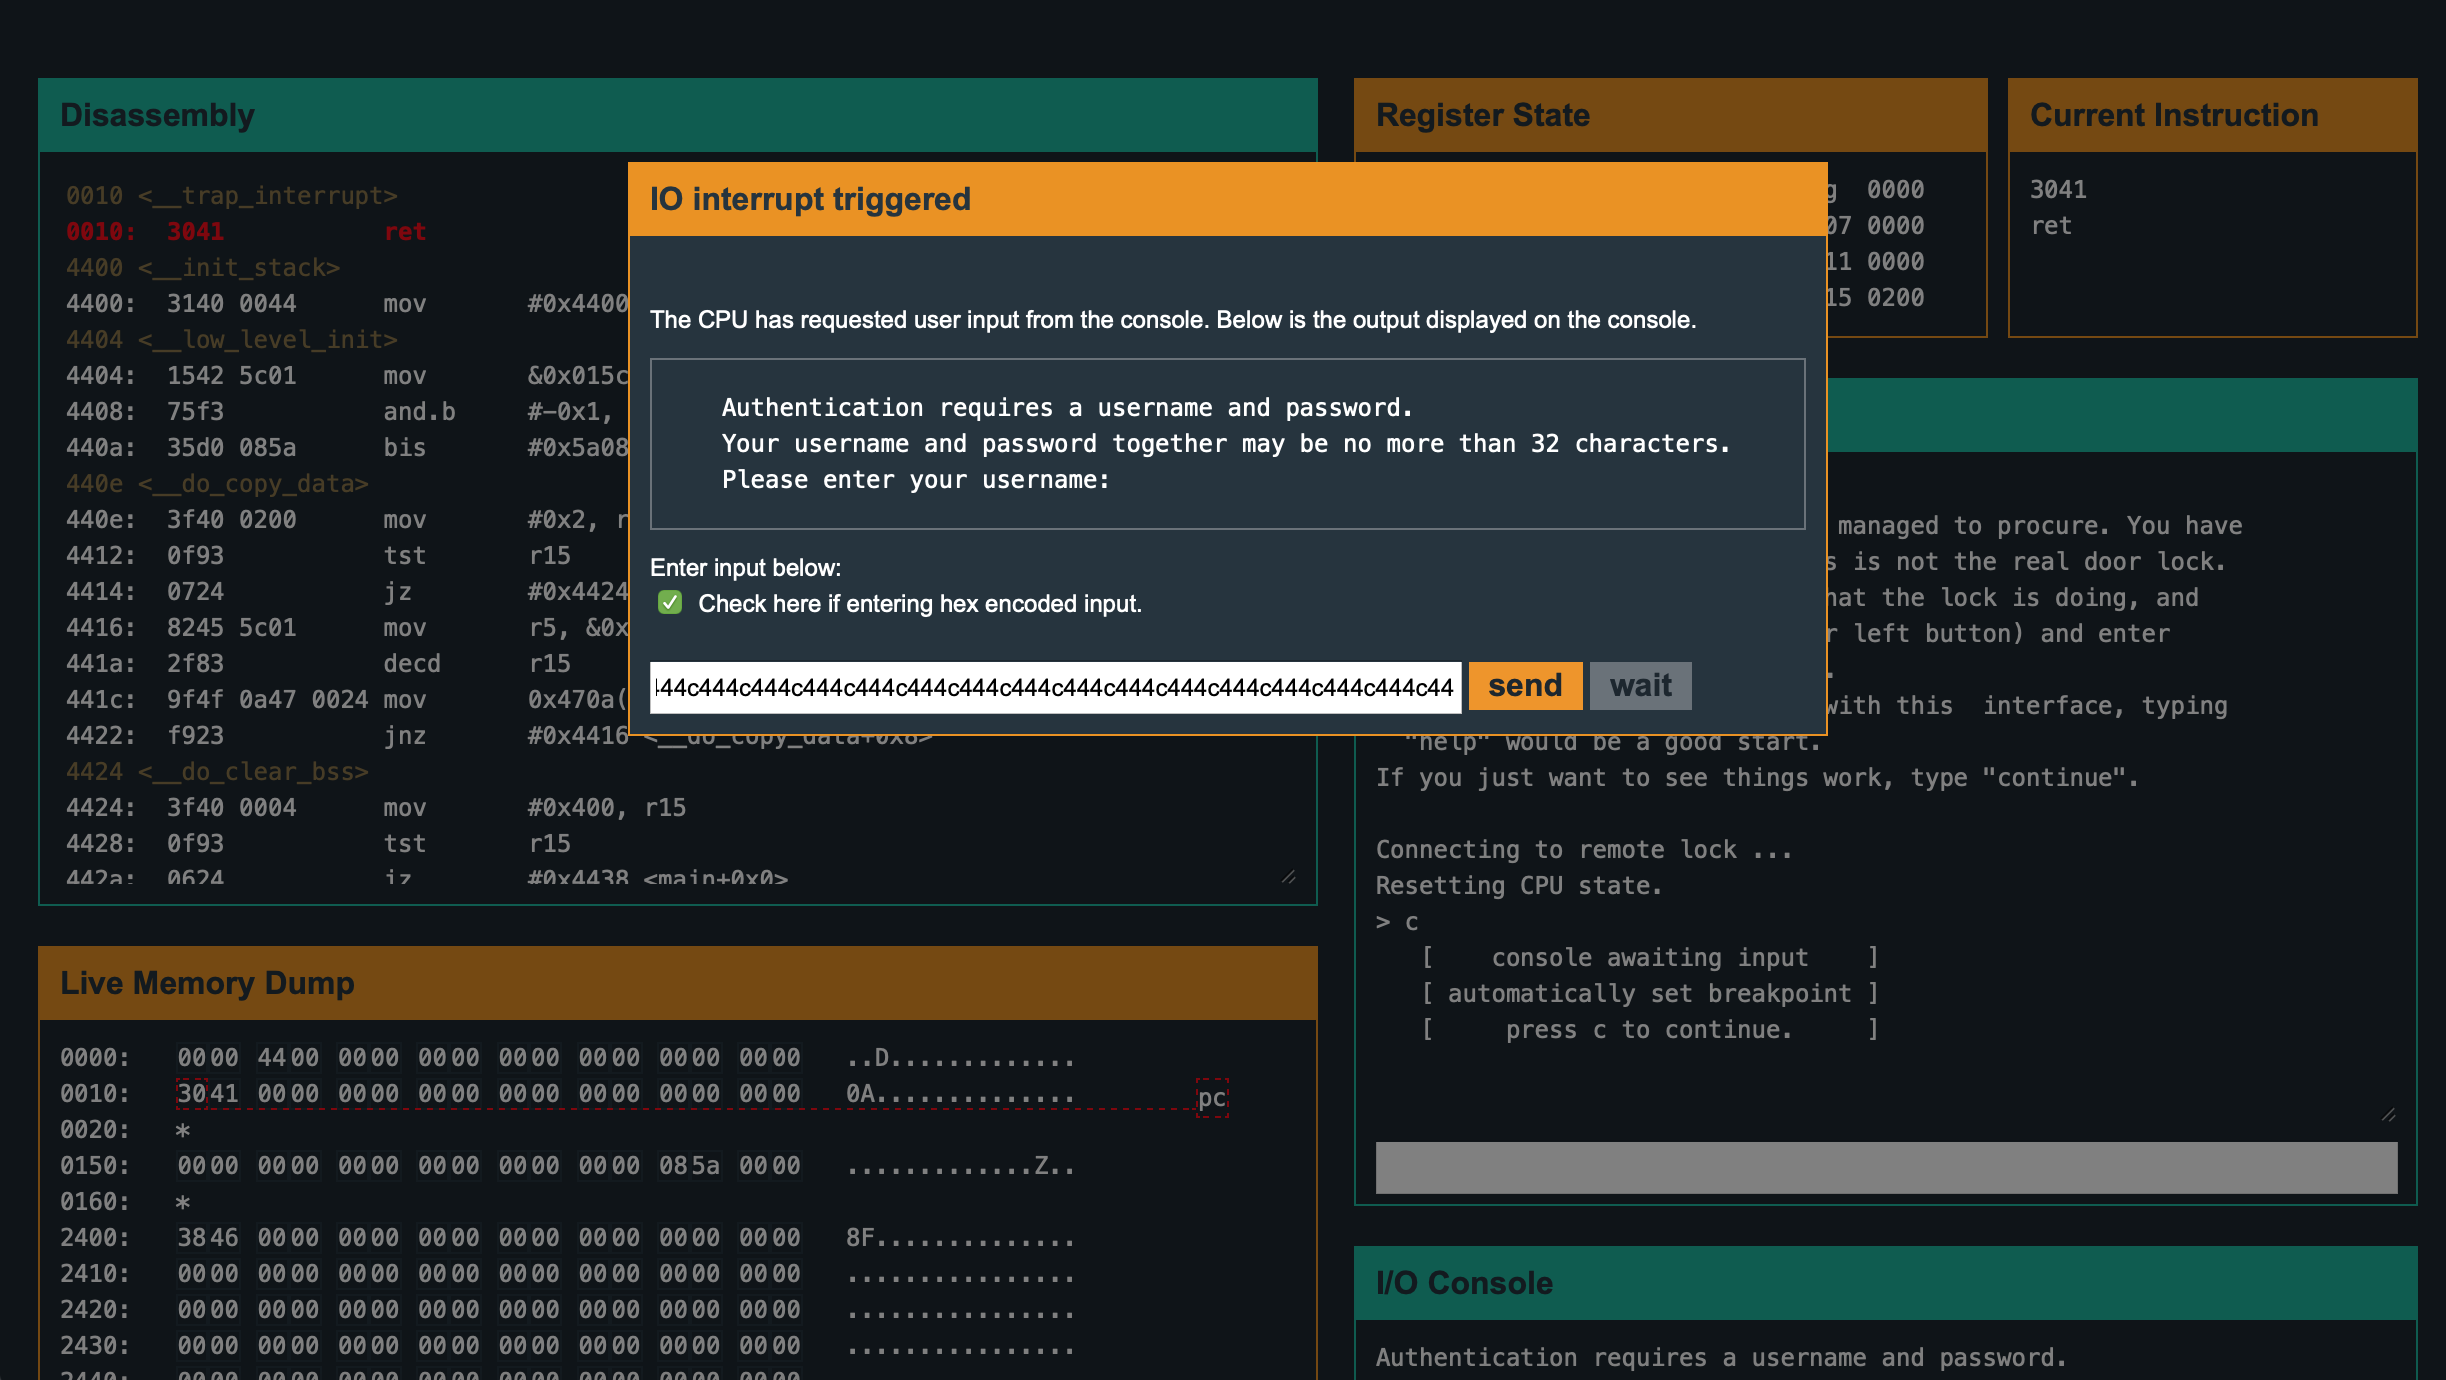 Disassembly
0010 <__trap_interrupt>
0010: 3041 ret
4400 <__init_stack>
4400: 3140 0044 mov #0x4400
4404 <__low_level_init>
4404: 1542 5c01 mov &0x015c
4408: 75f3 and.b #-0x1,
440a: 35d0 085a bis #0x5a08
440e <__do_copy_data>
440e: 3f40 0200 mov #0x2, r
4412: 0f93 tst r15
4414: 0724 jz #0x4424
4416: 8245 5c01 mov r5, &0x
441a: 2f83 decd r15
441c: 9f4f 0a47 0024 mov 0x470a(
4422: f923 jnz #0x4416 <__do_copy_data+0x8>
4424 <__do_clear_bss>
4424: 3f40 0004 mov #0x400, r15
4428: 0f93 tst r15
442a: 0624 jz #0x4438 <main+0x0>
Register State
g 0000
07 0000
11 0000
15 0200
Current Instruction
3041
ret
IO interrupt triggered
The CPU has requested user input from the console. Below is the output displayed on the console.
Authentication requires a username and password.
Your username and password together may be no more than 32 characters.
Please enter your username:
Enter input below:
Check here if entering hex encoded input.
444c444c444c444c444c444c444c444c444c444c444c444c444c444c444c444c444c44
send wait
managed to procure. You have
s is not the real door lock.
hat the lock is doing, and
r left button) and enter
.
with this interface, typing
"help" would be a good start.
If you just want to see things work, type "continue".
Connecting to remote lock ...
Resetting CPU state.
> c
[ console awaiting input ]
[ automatically set breakpoint ]
[ press c to continue. ]
Live Memory Dump
0000: 0000 4400 0000 0000 0000 0000 0000 0000 ..D.............
0010: 3041 0000 0000 0000 0000 0000 0000 0000 0A.............. pc
0020: *
0150: 0000 0000 0000 0000 0000 0000 085a 0000 .............Z..
0160: *
2400: 3846 0000 0000 0000 0000 0000 0000 0000 8F..............
2410: 0000 0000 0000 0000 0000 0000 0000 0000 ................
2420: 0000 0000 0000 0000 0000 0000 0000 0000 ................
2430: 0000 0000 0000 0000 0000 0000 0000 0000 ................
2440: 0000 0000 0000 0000 0000 0000 0000 0000
I/O Console
Authentication requires a username and password.